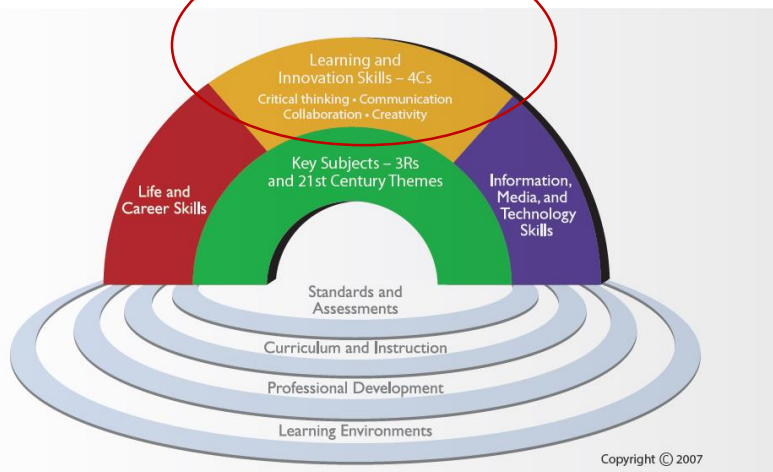 Learning and
Innovation Skills – 4Cs
Critical thinking • Communication
Collaboration • Creativity
Key Subjects – 3Rs
and 21st Century Themes
Life and
Career Skills
Information,
Media, and
Technology
Skills
Standards and
Assessments
Curriculum and Instruction
Professional Development
Learning Environments
Copyright © 2007